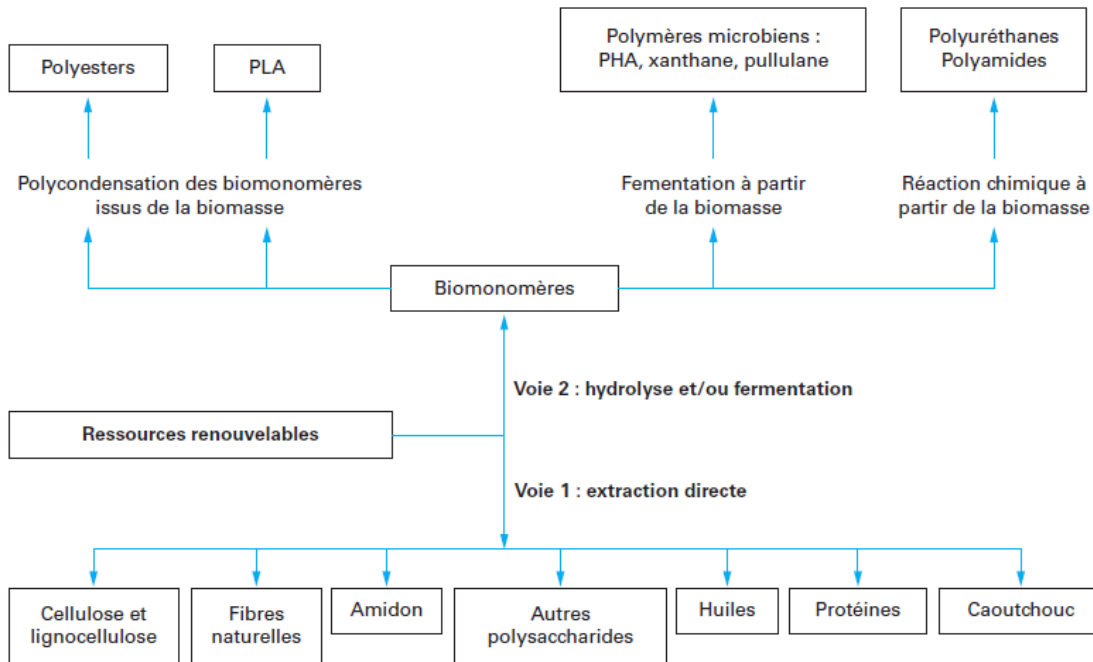 Polyesters
PLA
Polymères microbiens :
PHA, xanthane, pullulane
Polyuréthanes
Polyamides
Polycondensation des biomonomères
issus de la biomasse
Fementation à partir
de la biomasse
Réaction chimique à
partir de la biomasse
Biomonomères
Voie 2 : hydrolyse et/ou fermentation
Ressources renouvelables
Voie 1 : extraction directe
Cellulose et
lignocellulose
Fibres
naturelles
Amidon
Autres
polysaccharides
Huiles
Protéines
Caoutchouc